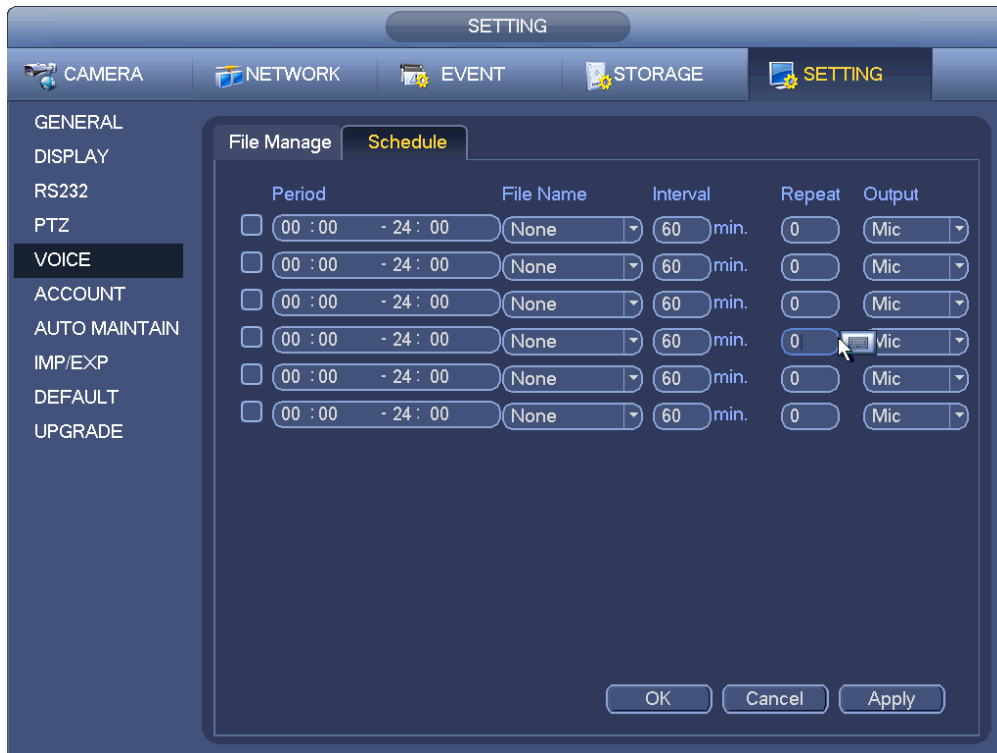 SETTING
CAMERA NETWORK EVENT STORAGE SETTING
GENERAL
DISPLAY
RS232
PTZ
VOICE
ACCOUNT
AUTO MAINTAIN
IMP/EXP
DEFAULT
UPGRADE
File Manage Schedule
Period File Name Interval Repeat Output
00 :00 - 24 : 00 None 60 min. 0 Mic
00 :00 - 24 : 00 None 60 min. 0 Mic
00 :00 - 24 : 00 None 60 min. 0 Mic
00 :00 - 24 : 00 None 60 min. 0 Mic
00 :00 - 24 : 00 None 60 min. 0 Mic
00 :00 - 24 : 00 None 60 min. 0 Mic
OK Cancel Apply